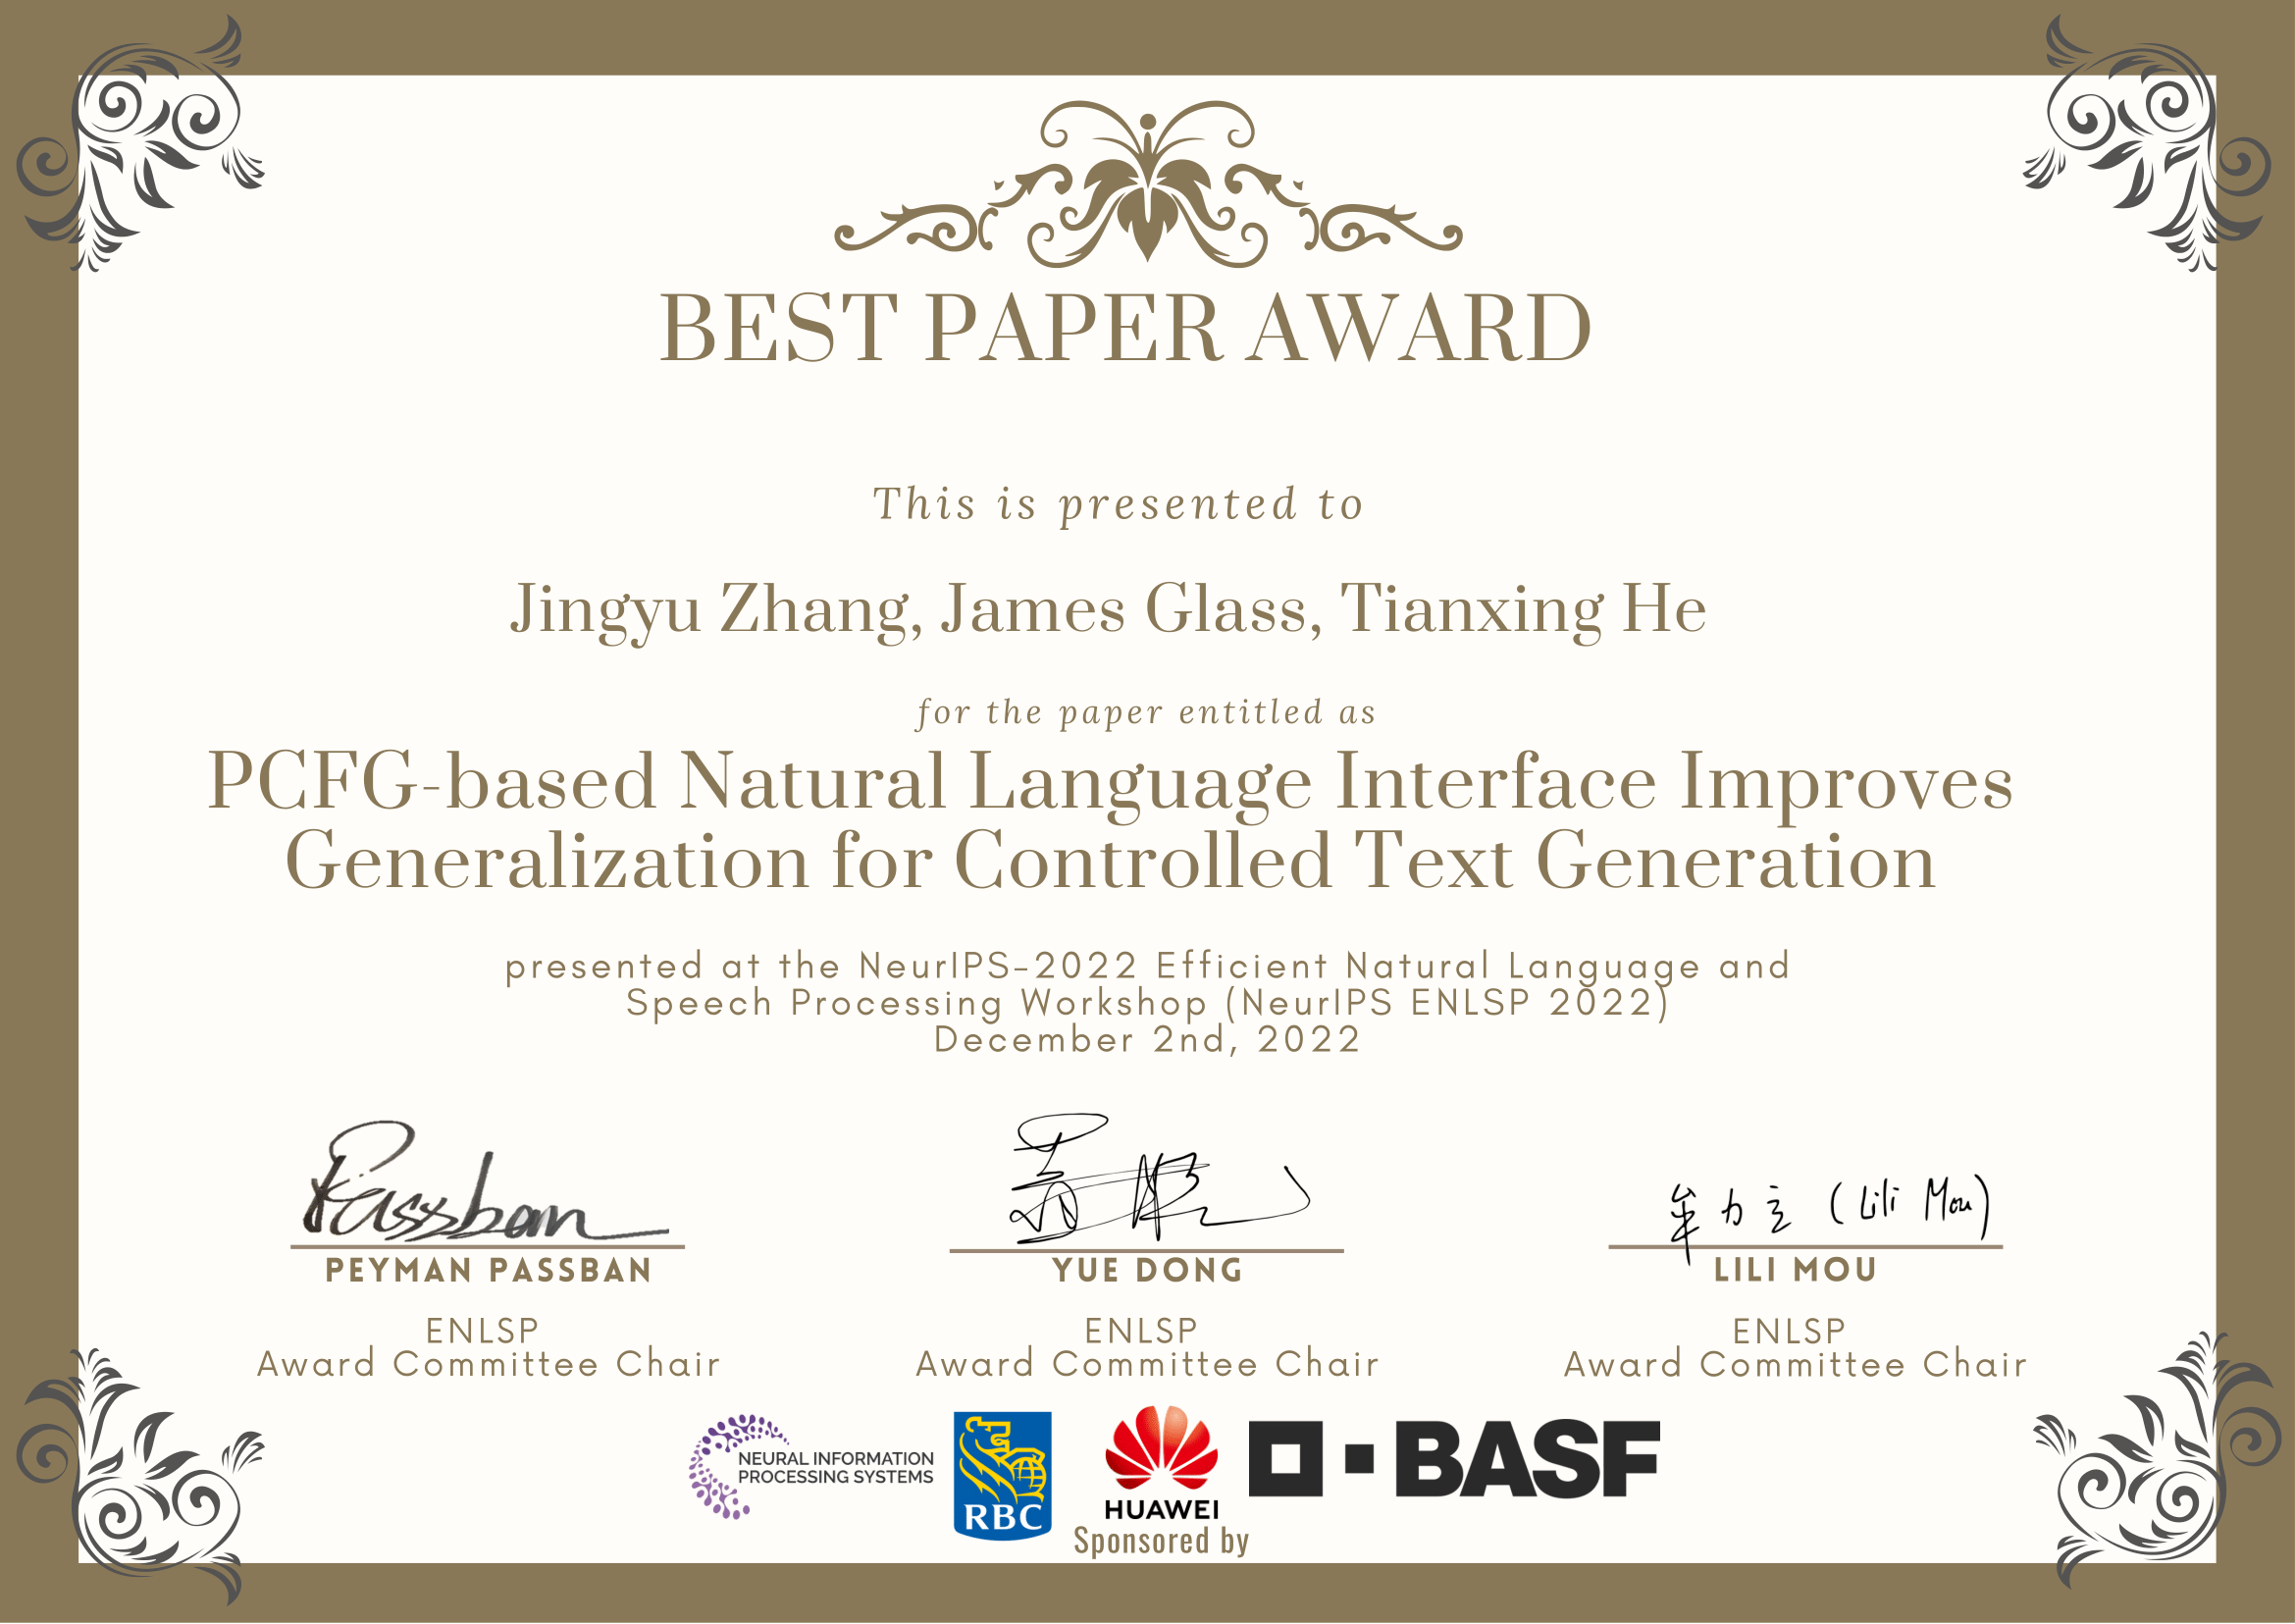 BEST PAPER AWARD
This is presented to
Jingyu Zhang, James Glass, Tianxing He
for the paper entitled as
PCFG-based Natural Language Interface Improves
Generalization for Controlled Text Generation
presented at the NeurIPS-2022 Efficient Natural Language and
Speech Processing Workshop (NeurIPS ENLSP 2022)
December 2nd, 2022
Passban
PEYMAN PASSBAN
ENLSP
Award Committee Chair
YUE DONG
ENLSP
Award Committee Chair
牟力立 (Lili Mou)
LILI MOU
ENLSP
Award Committee Chair
NEURAL INFORMATION
PROCESSING SYSTEMS
RBC
HUAWEI
BASF
Sponsored by